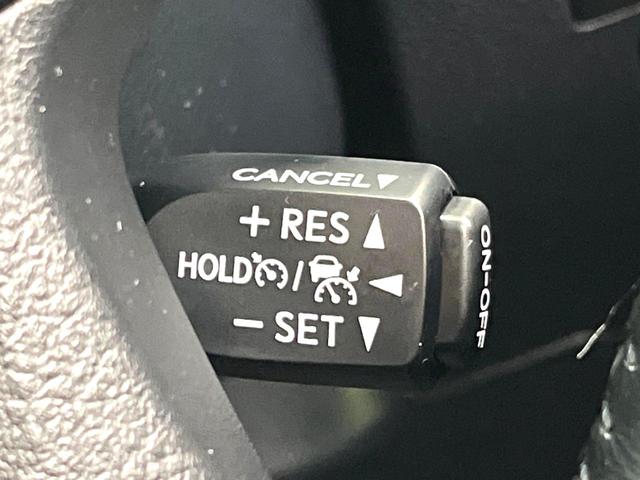 CANCEL▼
+ RES ▲
HOLD / ◀
− SET ▼
ON-OFF